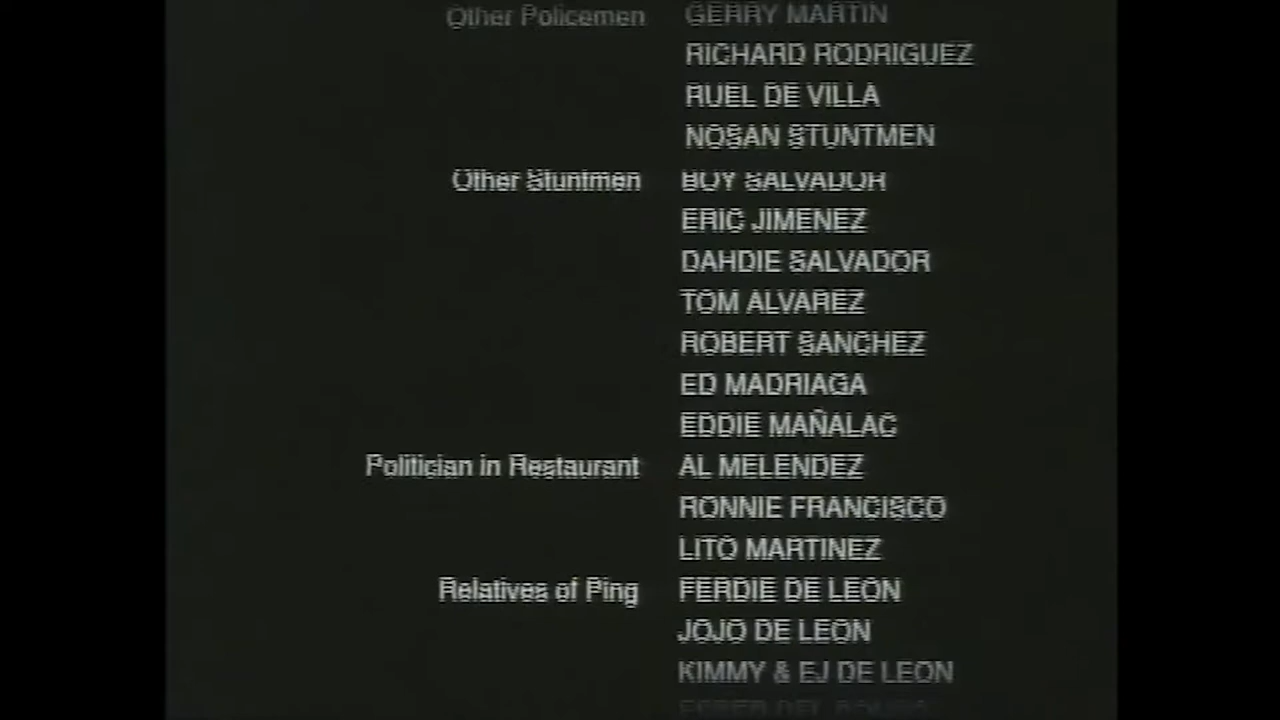 Other Policemen GERRY MARTIN
RICHARD RODRIGUEZ
RUEL DE VILLA
NOSAN STUNTMEN
Other Stuntmen BOY SALVADOR
ERIC JIMENEZ
DAHDIE SALVADOR
TOM ALVAREZ
ROBERT SANCHEZ
ED MADRIAGA
EDDIE MAÑALAC
Politician in Restaurant AL MELENDEZ
RONNIE FRANCISCO
LITO MARTINEZ
Relatives of Ping FERDIE DE LEON
JOJO DE LEON
KIMMY & EJ DE LEON